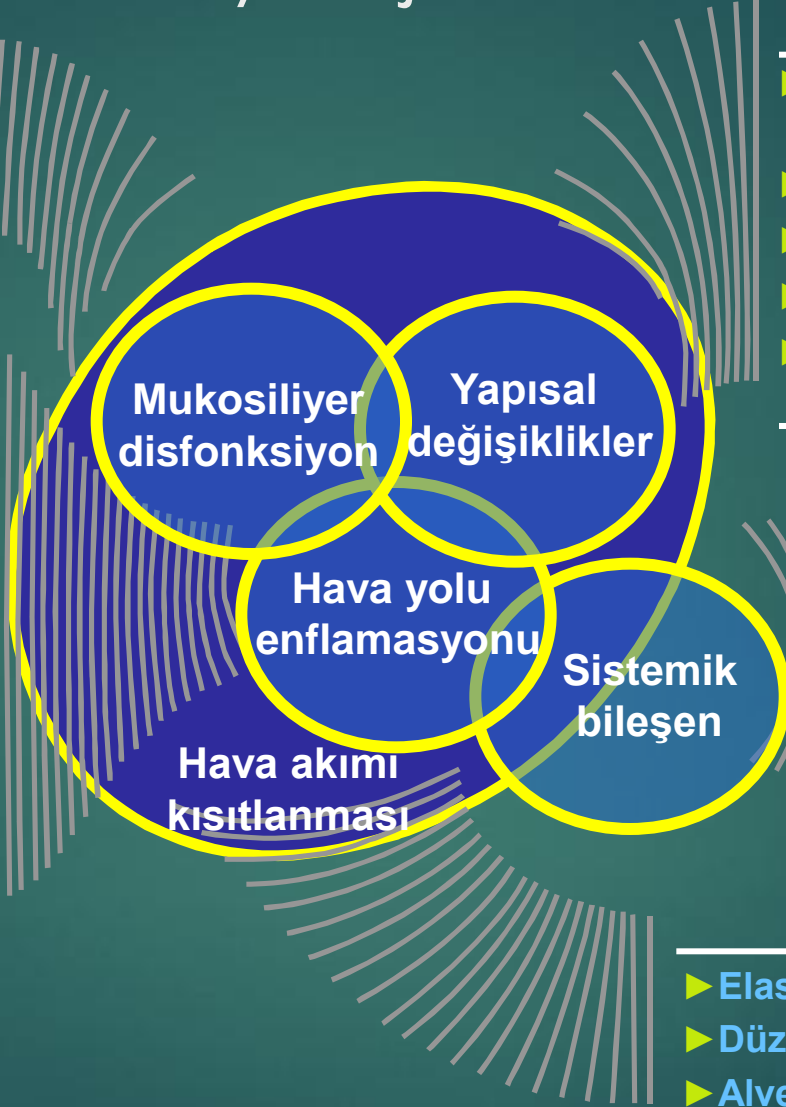 Mukosiliyer
disfonksiyon
Yapısal
değişiklikler
Hava yolu
enflamasyonu
Sistemik
bileşen
Hava akımı
kısıtlanması